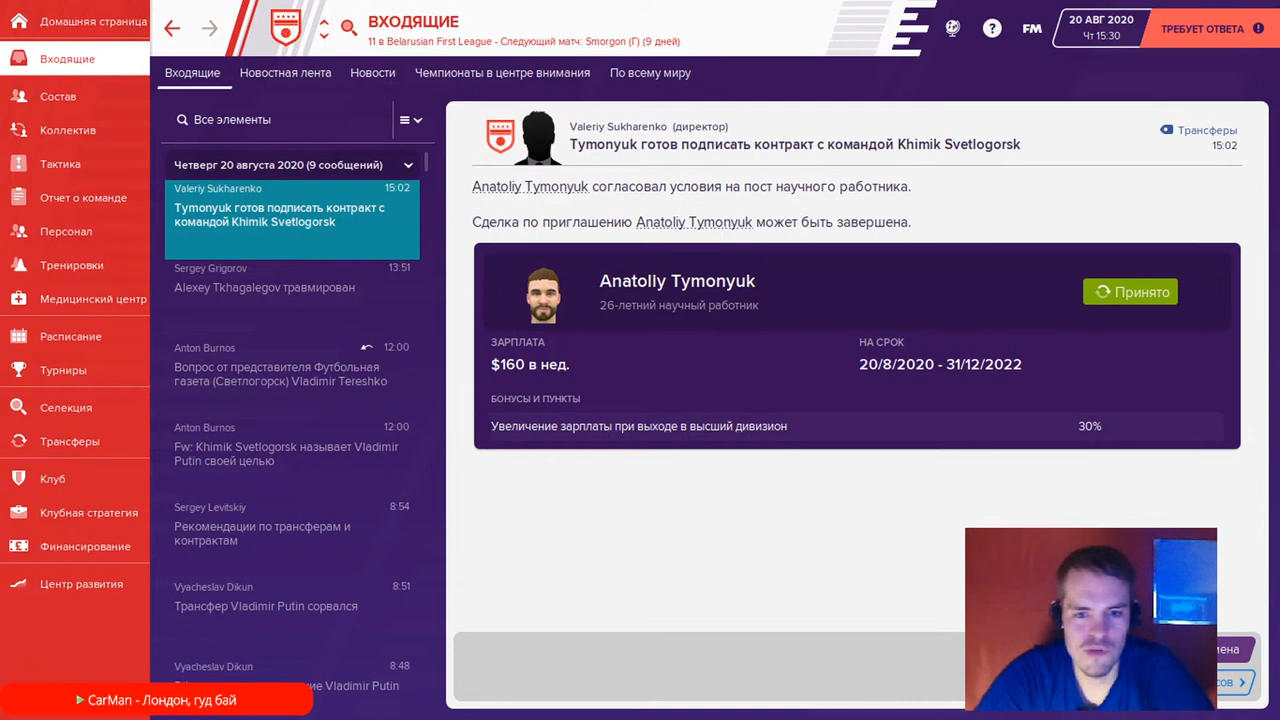 Домашняя страница
Входящие
Состав
Коллектив
Тактика
Отчет о команде
Персонал
Тренировки
Медицинский центр
Расписание
Турниры
Селекция
Трансферы
Клуб
Клубная стратегия
Финансирование
Центр развития
ВХОДЯЩИЕ
11 в Belarusian First League - Следующий матч: Smorgon (Г) (9 дней)
?
FM
20 АВГ 2020
Чт 15:30
ТРЕБУЕТ ОТВЕТА
Входящие
Новостная лента
Новости
Чемпионаты в центре внимания
По всему миру
Все элементы
Четверг 20 августа 2020 (9 сообщений)
Valeriy Sukharenko 15:02
Tymonyuk готов подписать контракт с
командой Khimik Svetlogorsk
Sergey Grigorov 13:51
Alexey Tkhagalegov травмирован
Anton Burnos 12:00
Вопрос от представителя Футбольная
газета (Светлогорск) Vladimir Tereshko
Anton Burnos 12:00
Fw: Khimik Svetlogorsk называет Vladimir
Putin своей целью
Sergey Levitskiy 8:54
Рекомендации по трансферам и
контрактам
Vyacheslav Dikun 8:51
Трансфер Vladimir Putin сорвался
Vyacheslav Dikun 8:48
Vladimir Putin
CarMan - Лондон, гуд бай
Valeriy Sukharenko (директор)
Tymonyuk готов подписать контракт с командой Khimik Svetlogorsk
Трансферы
15:02
Anatoliy Tymonyuk согласовал условия на пост научного работника.
Сделка по приглашению Anatoliy Tymonyuk может быть завершена.
Anatoliy Tymonyuk
26-летний научный работник
Принято
ЗАРПЛАТА
$160 в нед.
НА СРОК
20/8/2020 - 31/12/2022
БОНУСЫ И ПУНКТЫ
Увеличение зарплаты при выходе в высший дивизион 30%